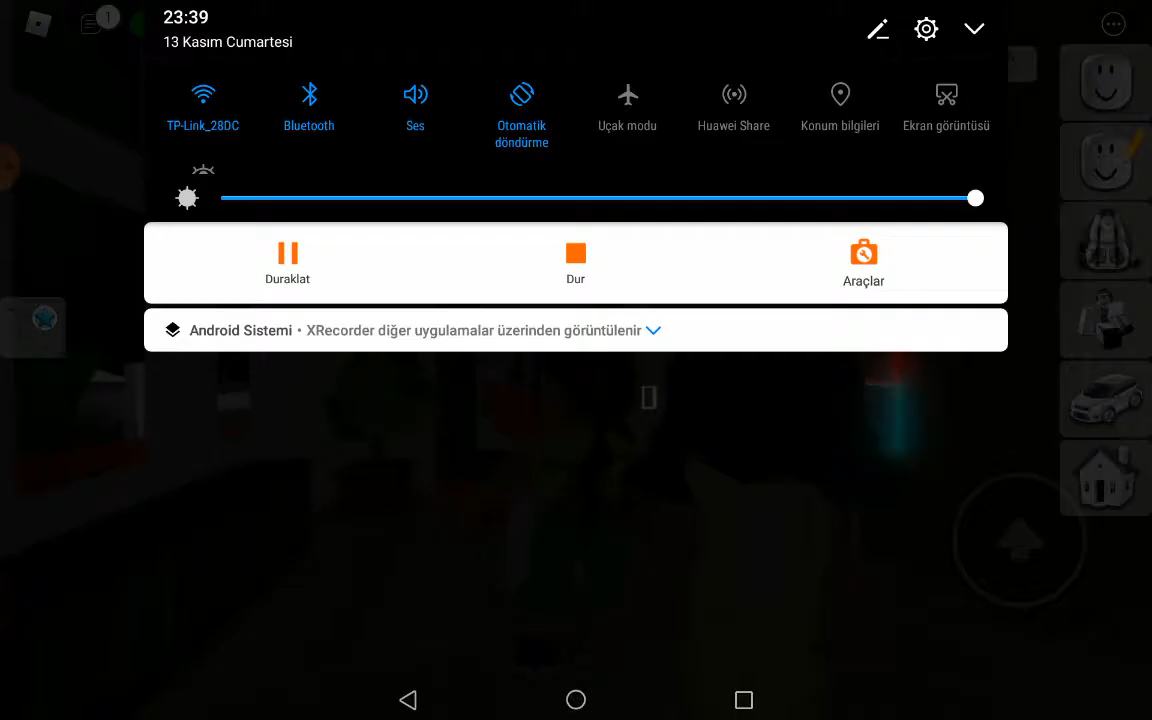 1
23:39
13 Kasım Cumartesi
TP-Link_28DC
Bluetooth
Ses
Otomatik
döndürme
Uçak modu
Huawei Share
Konum bilgileri
Ekran görüntüsü
Duraklat
Dur
Araçlar
Android Sistemi • XRecorder diğer uygulamalar üzerinden görüntülenir